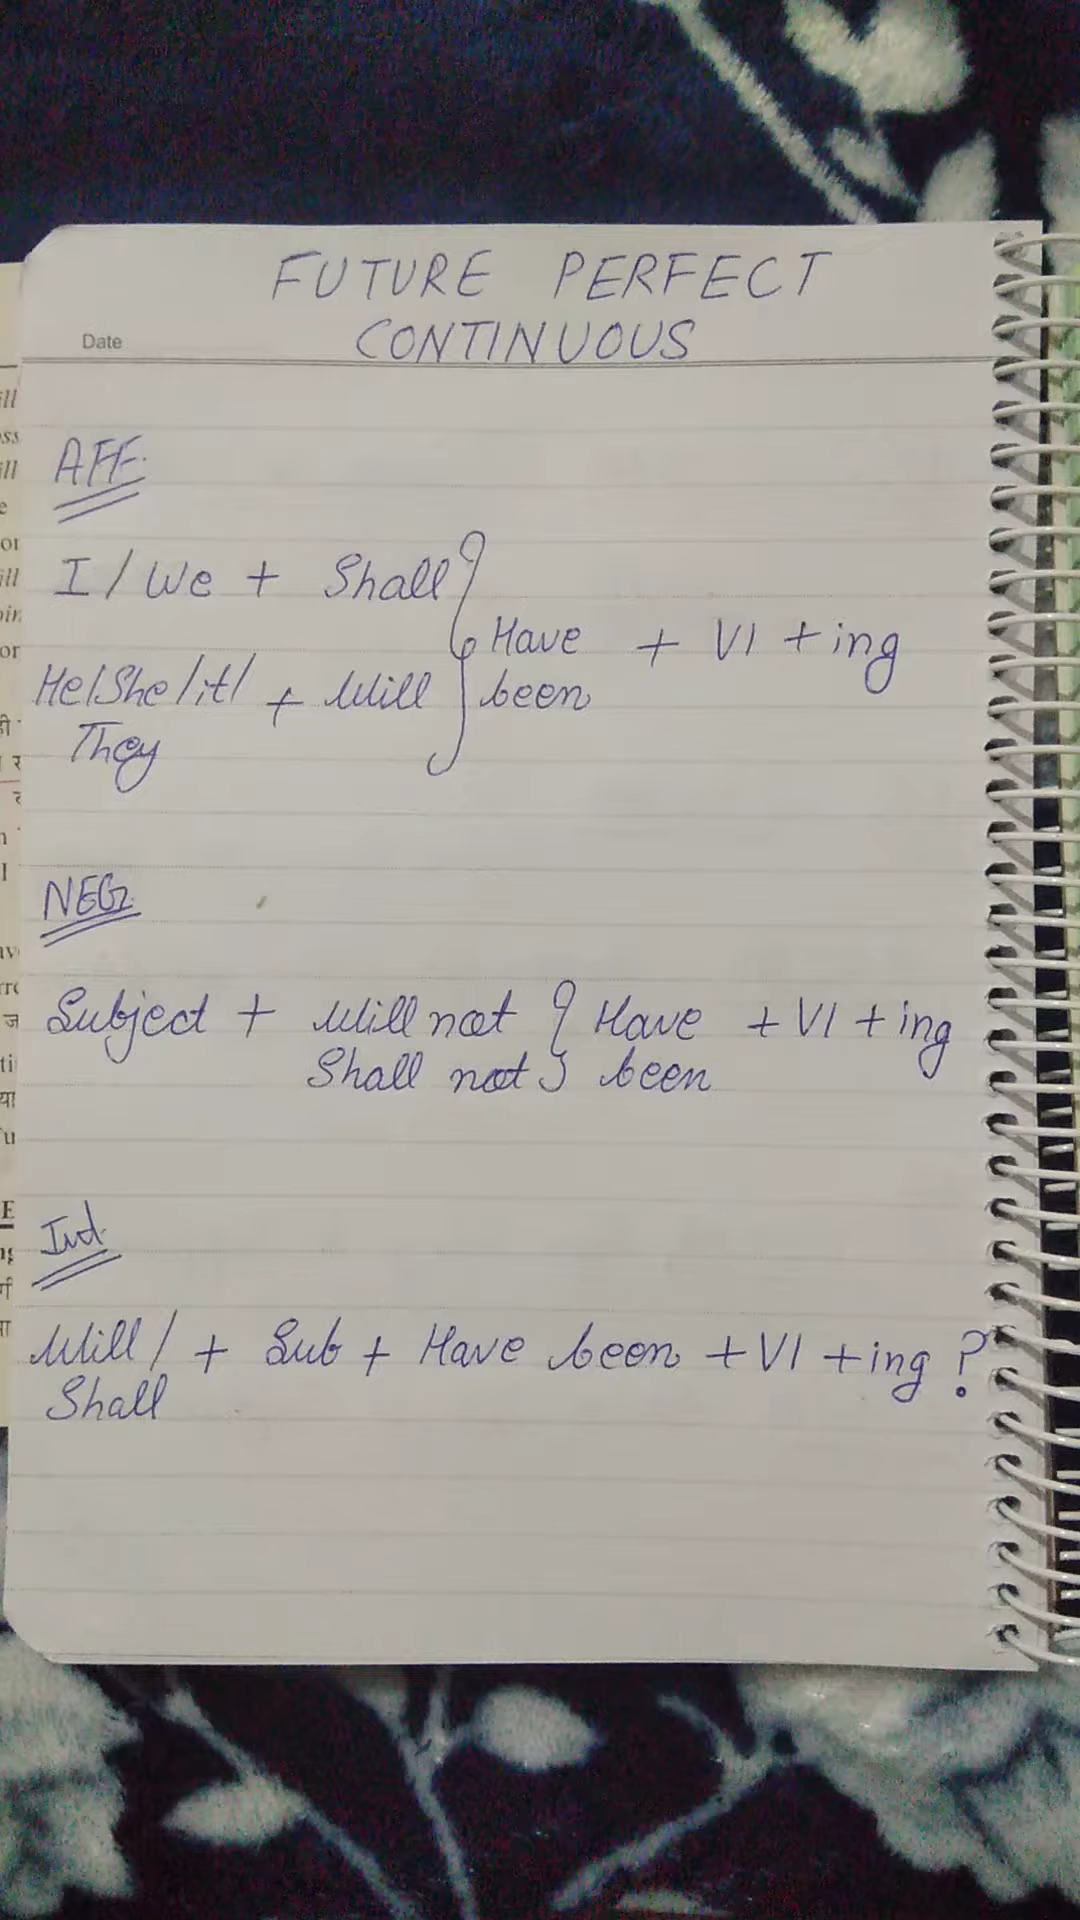 FUTURE PERFECT
CONTINUOUS
Date
AFF.
I / We + Shall
Have + V1 + ing
He/She/it/ + Will
been
They
NEG.
Subject + Will not { Have + V1 + ing
Shall not } been
Int.
Will / + Sub + Have been + V1 + ing ?
Shall